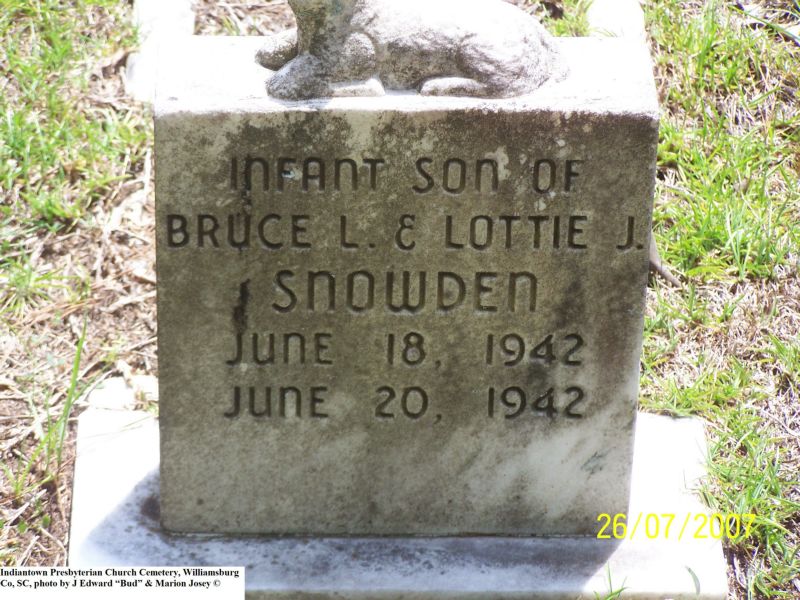 INFANT SON OF
BRUCE L. & LOTTIE J.
SNOWDEN
JUNE 18, 1942
JUNE 20, 1942
26/07/2007
Indiantown Presbyterian Church Cemetery, Williamsburg
Co, SC, photo by J Edward “Bud” & Marion Josey ©